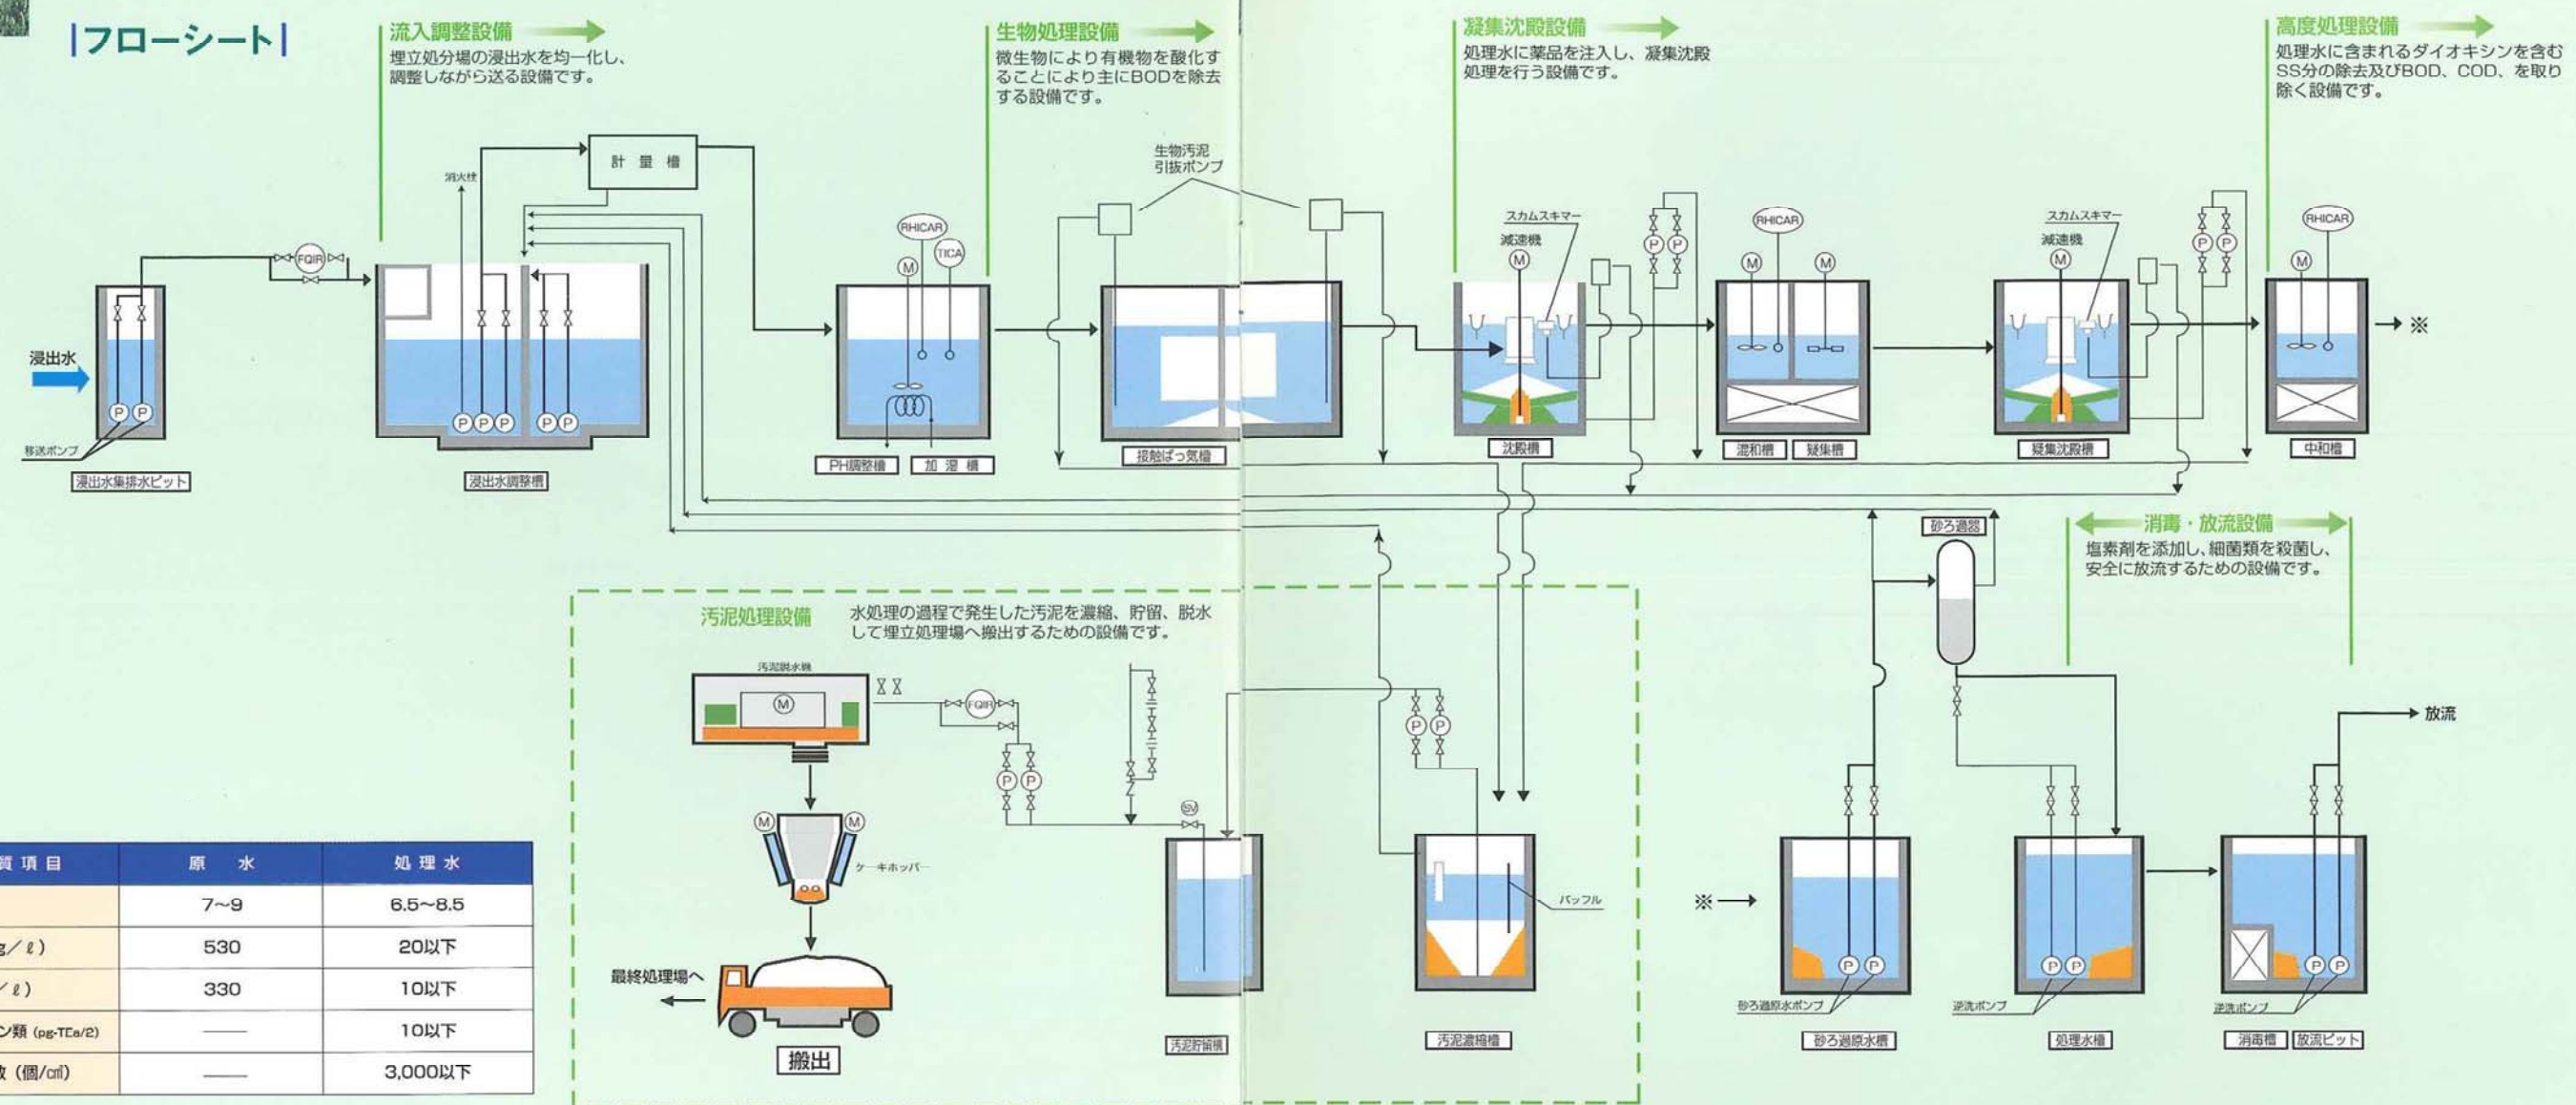 フローシート
流入調整設備
埋立処分場の浸出水を均一化し、
調整しながら送る設備です。
生物処理設備
微生物により有機物を酸化す
ることにより主にBODを除去
する設備です。
凝集沈殿設備
処理水に薬品を注入し、凝集沈殿
処理を行う設備です。
高度処理設備
処理水に含まれるダイオキシンを含む
SS分の除去及びBOD、COD、を取り
除く設備です。
計量槽
消火栓
生物汚泥
引抜ポンプ
FQIR
RHICAR
TICA
M
スカムスキマー
減速機
M
P P
RHICAR
M
M
スカムスキマー
減速機
M
P P
RHICAR
M
浸出水
P P
移送ポンプ
浸出水集排水ピット
P P P P P
浸出水調整槽
PH調整槽
加湿槽
接触ばっ気槽
沈殿槽
混和槽
疑集槽
疑集沈殿槽
中和槽
※
砂ろ過器
消毒・放流設備
塩素剤を添加し、細菌類を殺菌し、
安全に放流するための設備です。
汚泥処理設備
水処理の過程で発生した汚泥を濃縮、貯留、脱水
して埋立処理場へ搬出するための設備です。
汚泥脱水機
M
FQIR
P P
SV
P P
M M
ケーキホッパー
最終処理場へ
搬出
汚泥貯留槽
バッフル
汚泥濃縮槽
※
P P
砂ろ過原水ポンプ
砂ろ過原水槽
P P
逆洗ポンプ
処理水槽
放流
P P
逆洗ポンプ
消毒槽
放流ピット
質項目 原水 処理水
7〜9 6.5〜8.5
g/ℓ) 530 20以下
/ℓ) 330 10以下
ン類 (pg-TEa/2) — 10以下
数 (個/c㎥) — 3,000以下